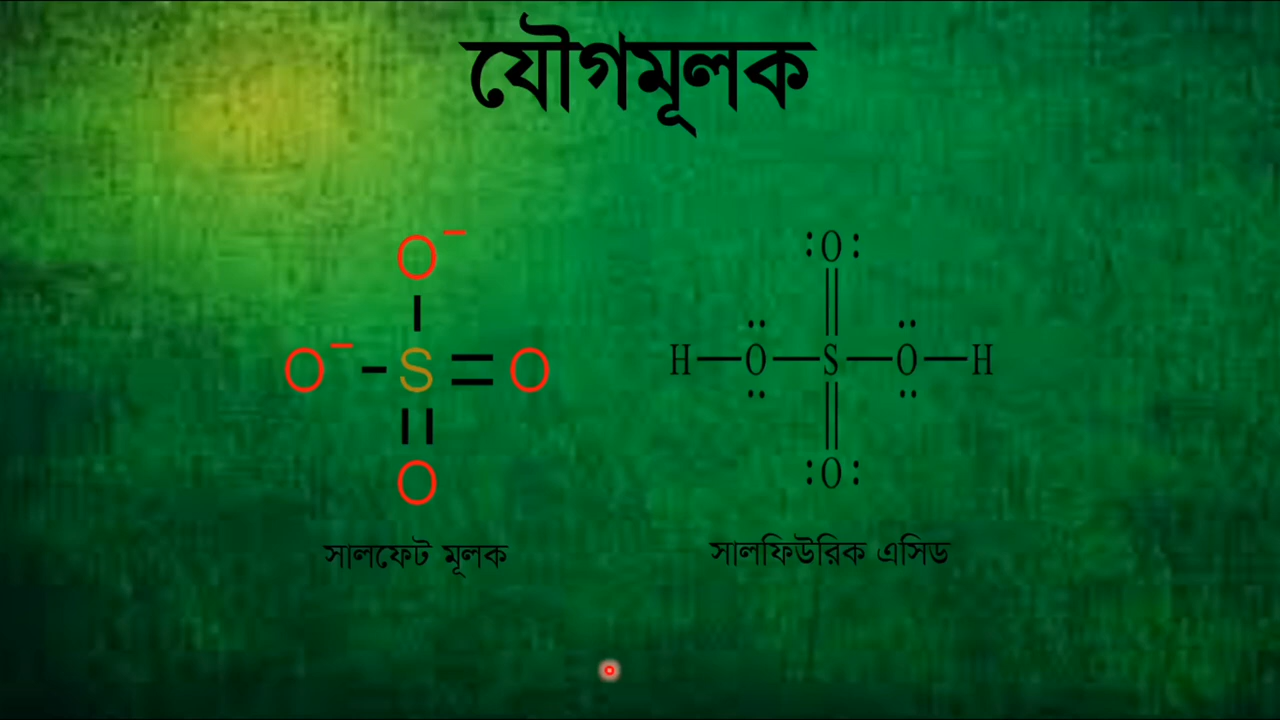 যৌগমূলক
O−
O− S O
O
সালফেট মূলক
:O:
H O S O H
:O:
সালফিউরিক এসিড